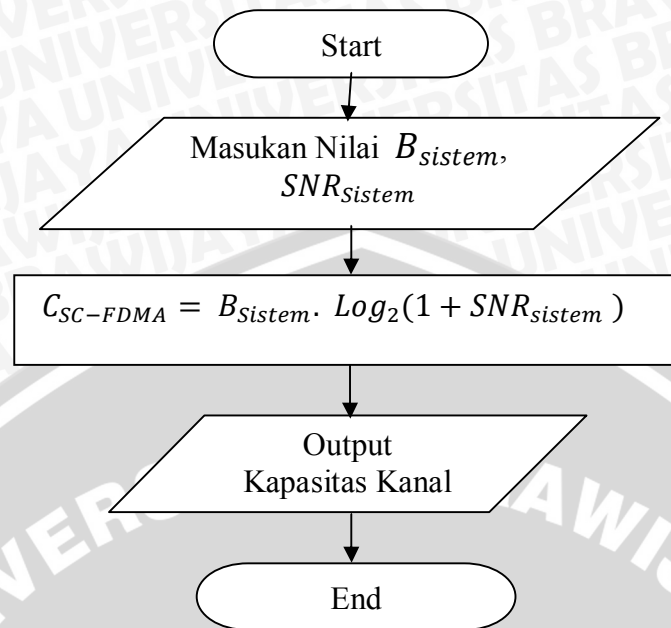 Start
Masukan Nilai B_sistem,
SNR_Sistem
C_SC−FDMA = B_Sistem. Log_2(1 + SNR_sistem )
Output
Kapasitas Kanal
End